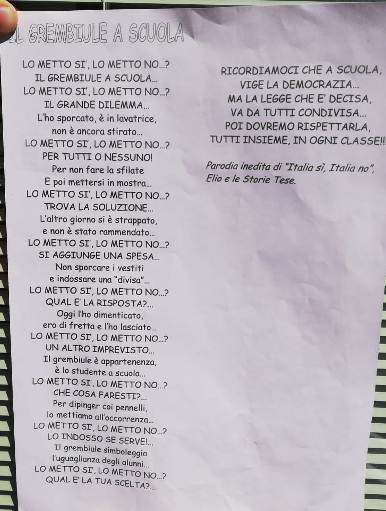 IL GREMBIULE A SCUOLA
LO METTO SI', LO METTO NO...?
IL GREMBIULE A SCUOLA...
LO METTO SI', LO METTO NO...?
IL GRANDE DILEMMA...
L'ho sporcato, è in lavatrice,
non è ancora stirato...
LO METTO SI', LO METTO NO...?
PER TUTTI O NESSUNO!
Per non fare la sfilata
E poi mettersi in mostra...
LO METTO SI', LO METTO NO...?
TROVA LA SOLUZIONE...
L'altro giorno si è strappato,
e non è stato rammendato...
LO METTO SI', LO METTO NO...?
SI AGGIUNGE UNA SPESA...
Non sporcare i vestiti
e indossare una "divisa"...
LO METTO SI', LO METTO NO...?
QUAL E' LA RISPOSTA?...
Oggi l'ho dimenticato,
ero di fretta e l'ho lasciato...
LO METTO SI', LO METTO NO...?
UN ALTRO IMPREVISTO...
Il grembiule è appartenenza,
è lo studente a scuola...
LO METTO SI', LO METTO NO...?
CHE COSA FARESTI?...
Per dipinger coi pennelli,
lo mettiamo all'occorrenza...
LO METTO SI', LO METTO NO...?
LO INDOSSO SE SERVE!...
Il grembiule simboleggia
l'uguaglianza degli alunni...
LO METTO SI', LO METTO NO...?
QUAL E' LA TUA SCELTA?...
RICORDIAMOCI CHE A SCUOLA,
VIGE LA DEMOCRAZIA...
MA LA LEGGE CHE E' DECISA,
VA DA TUTTI CONDIVISA...
POI DOVREMO RISPETTARLA,
TUTTI INSIEME, IN OGNI CLASSE!!
Parodia inedita di "Italia sì, Italia no",
Elio e le Storie Tese.